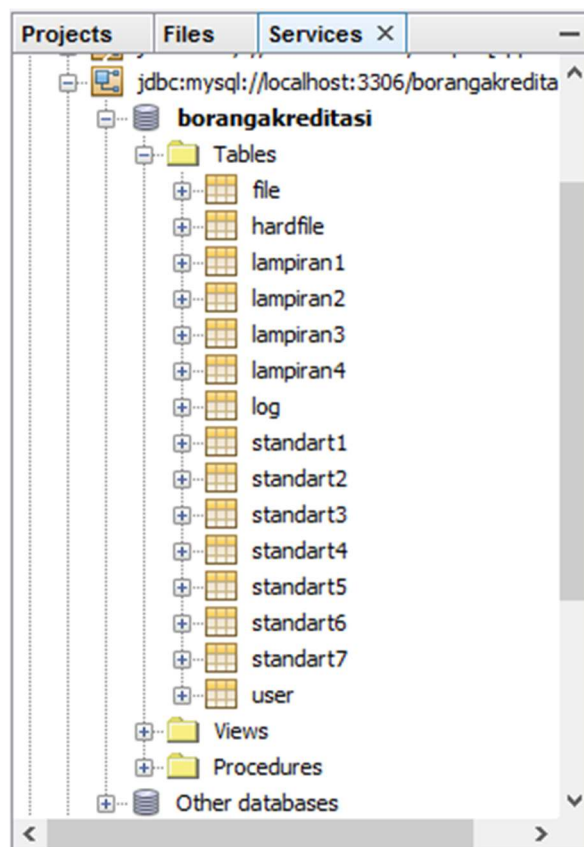 Projects Files Services
jdbc:mysql://localhost:3306/borangakredita
borangakreditasi
Tables
file
hardfile
lampiran1
lampiran2
lampiran3
lampiran4
log
standart1
standart2
standart3
standart4
standart5
standart6
standart7
user
Views
Procedures
Other databases